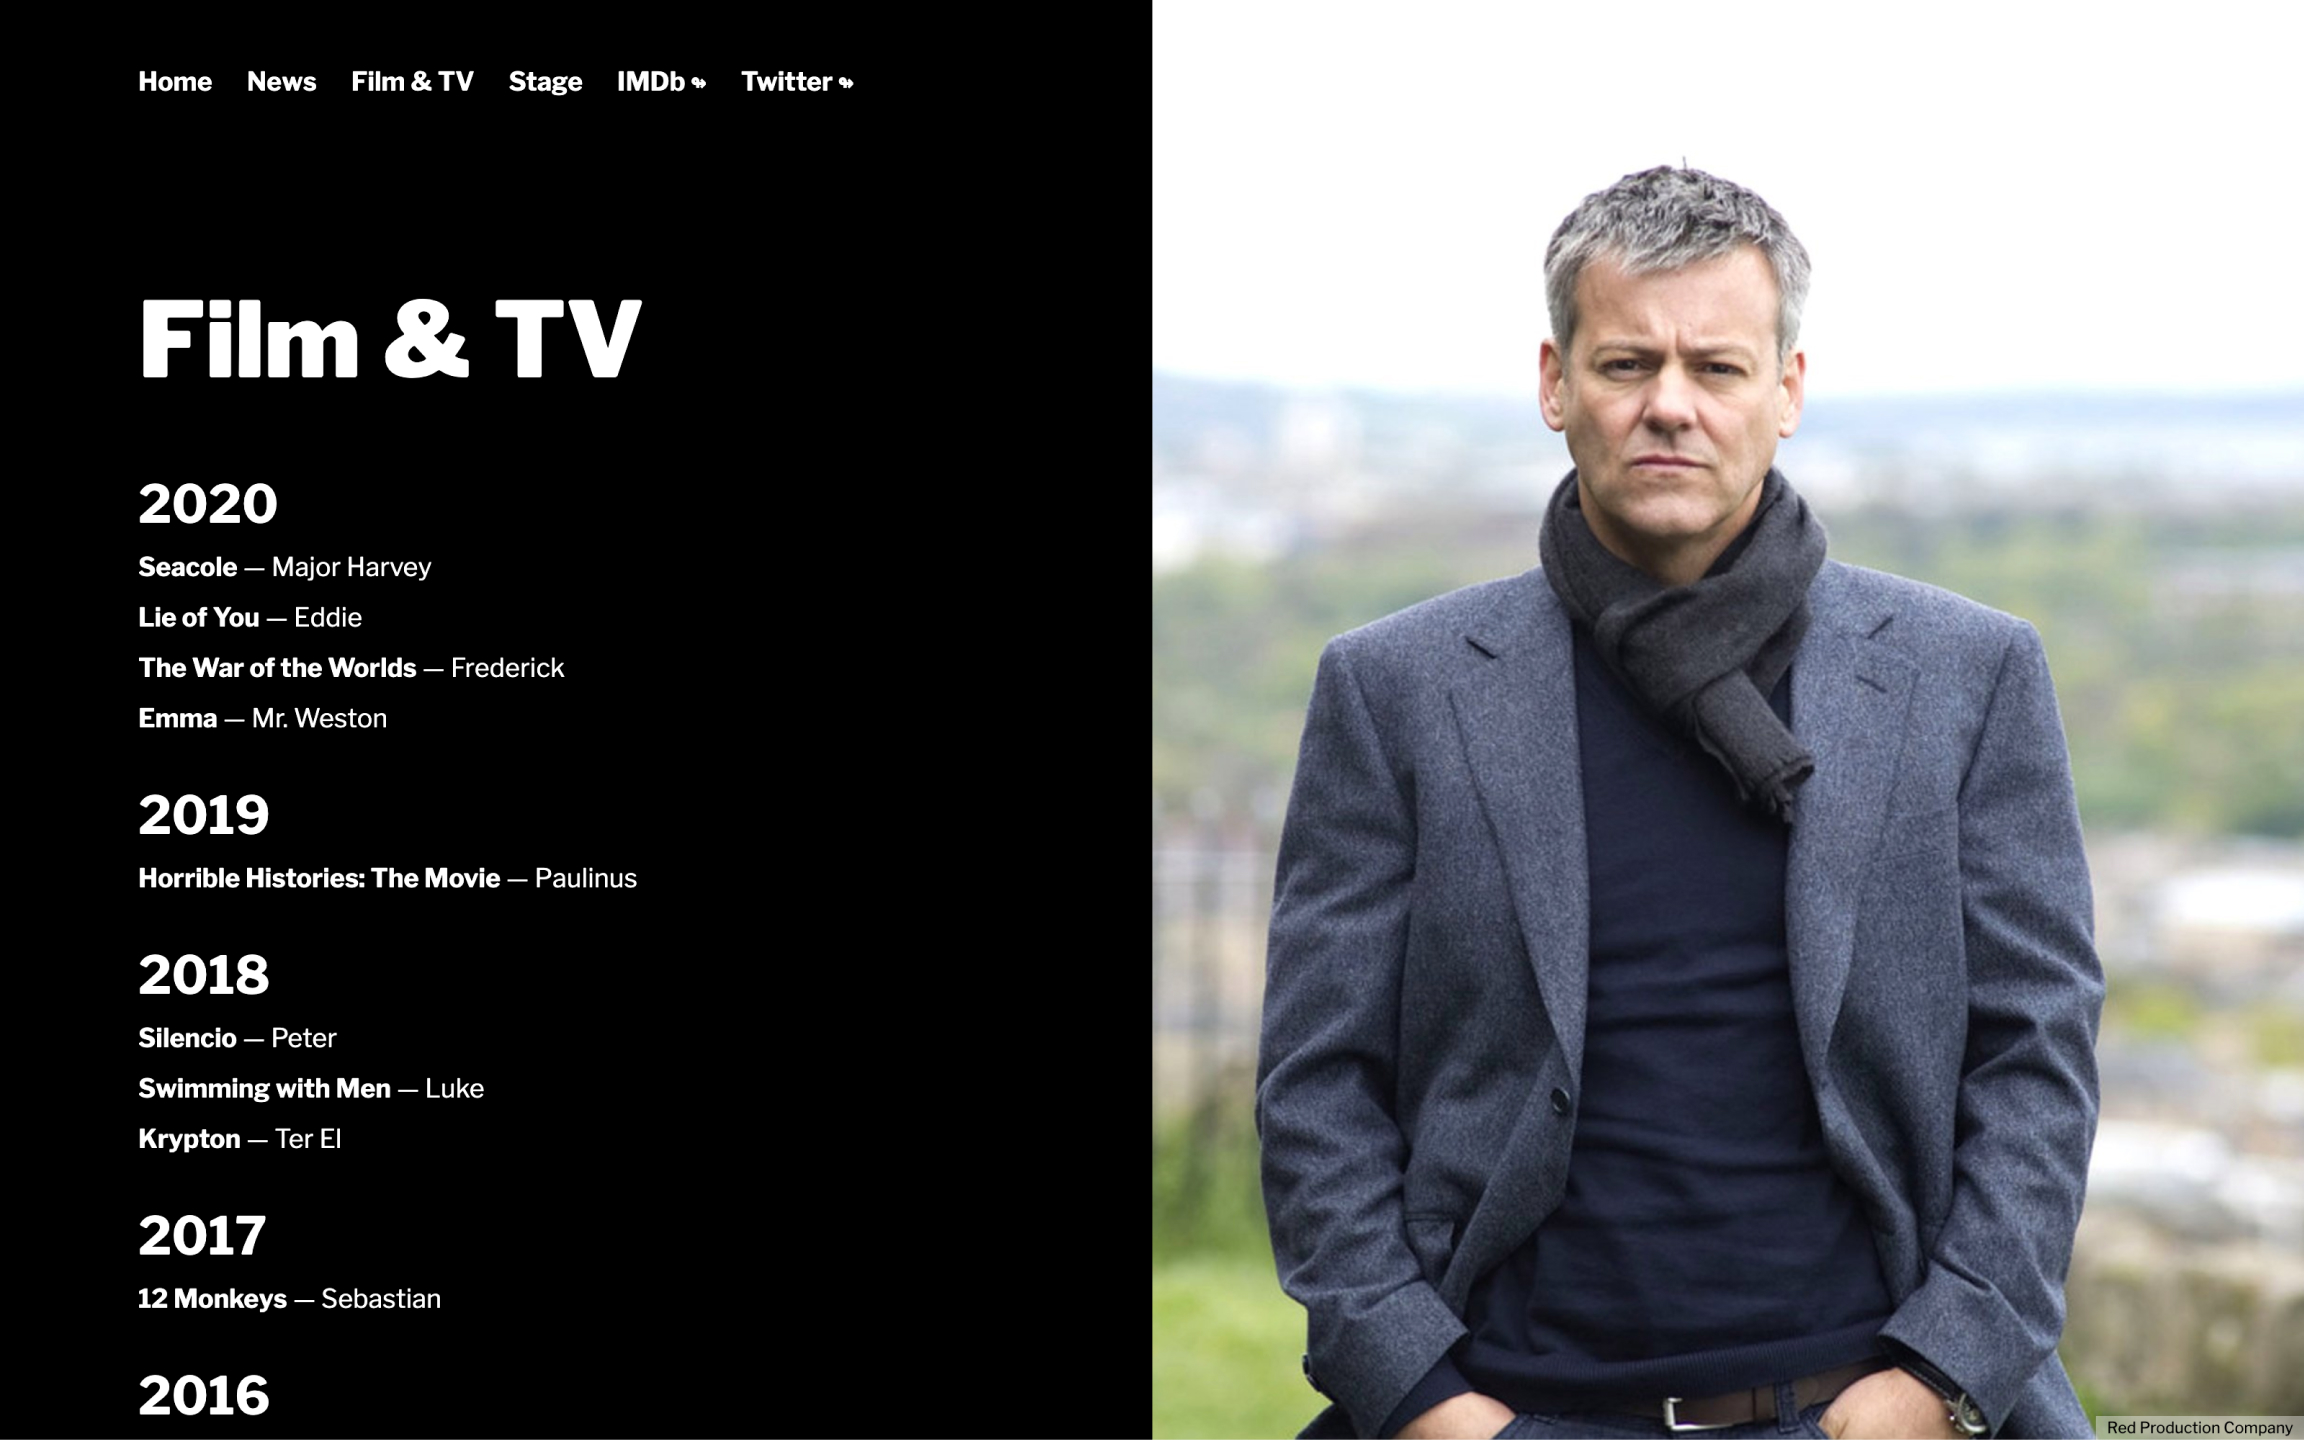 Home News Film & TV Stage IMDb ↬ Twitter ↬
Film & TV
2020
Seacole — Major Harvey
Lie of You — Eddie
The War of the Worlds — Frederick
Emma — Mr. Weston
2019
Horrible Histories: The Movie — Paulinus
2018
Silencio — Peter
Swimming with Men — Luke
Krypton — Ter El
2017
12 Monkeys — Sebastian
2016
Red Production Company